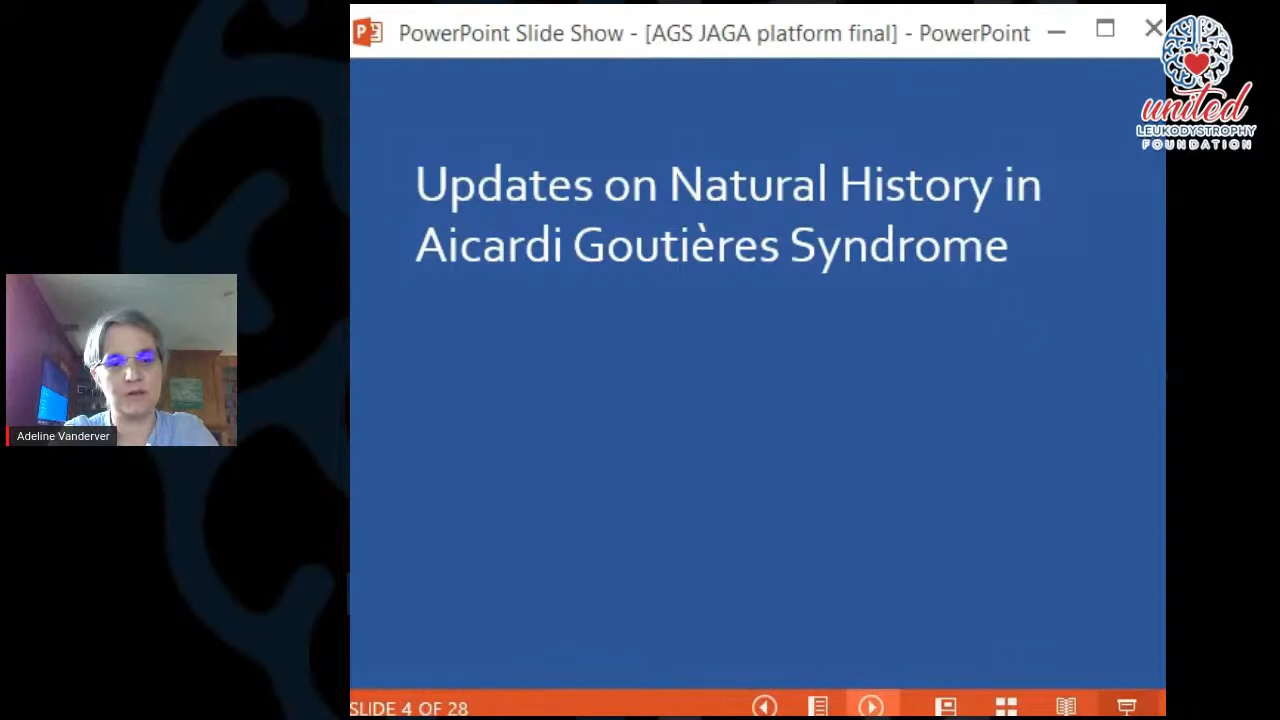 PowerPoint Slide Show - [AGS JAGA platform final] - PowerPoint
united
LEUKODYSTROPHY
FOUNDATION
Updates on Natural History in
Aicardi Goutières Syndrome
Adeline Vanderver
SLIDE 4 OF 28